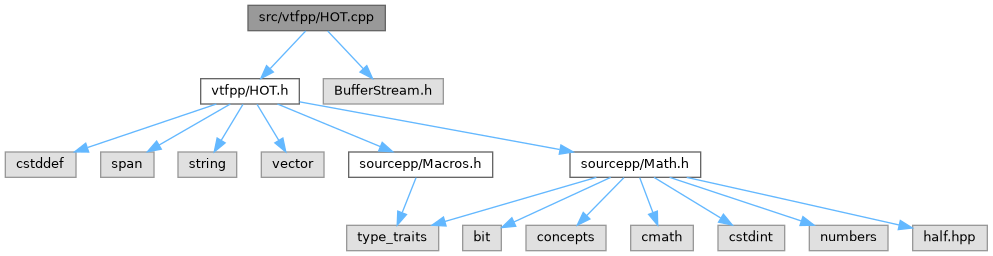 src/vtfpp/HOT.cpp
vtfpp/HOT.h
BufferStream.h
cstddef
span
string
vector
sourcepp/Macros.h
sourcepp/Math.h
type_traits
bit
concepts
cmath
cstdint
numbers
half.hpp